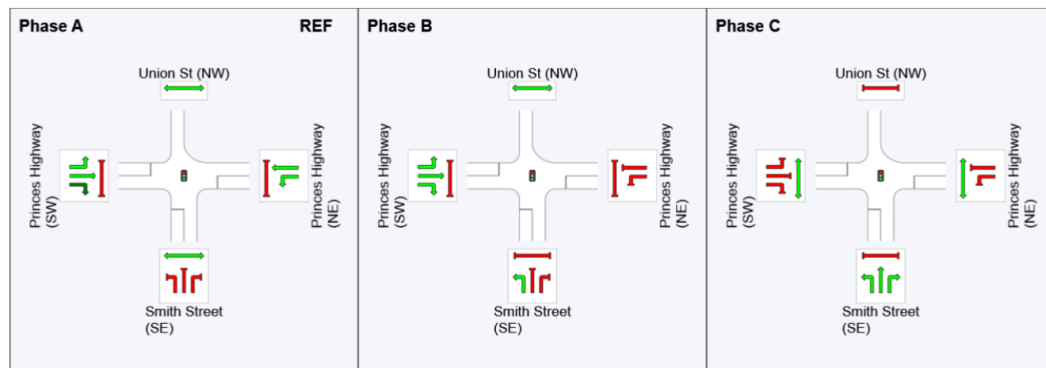 Phase A
REF
Union St (NW)
Princes Highway
(SW)
Princes Highway
(NE)
Smith Street
(SE)
Phase B
Union St (NW)
Princes Highway
(SW)
Princes Highway
(NE)
Smith Street
(SE)
Phase C
Union St (NW)
Princes Highway
(SW)
Princes Highway
(NE)
Smith Street
(SE)